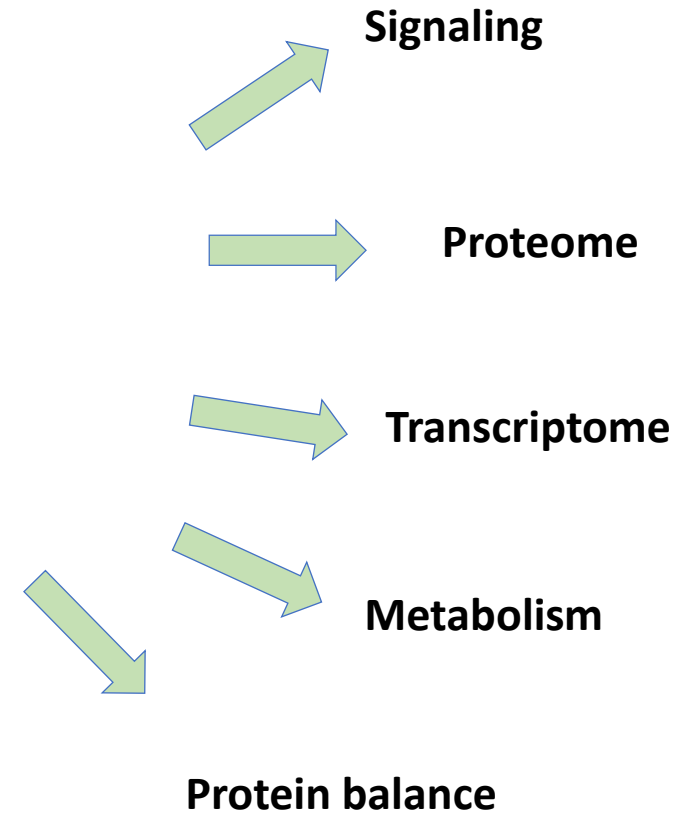 Signaling
Proteome
Transcriptome
Metabolism
Protein balance